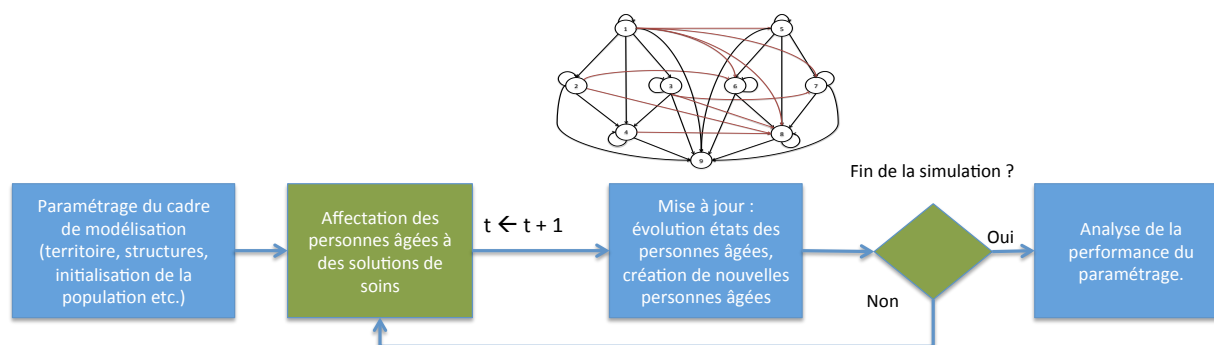 1
5
2
3
6
7
4
8
9
Fin de la simulation ?
Paramétrage du cadre
de modélisation
(territoire, structures,
initialisation de la
population etc.)
Affectation des
personnes âgées à
des solutions de
soins
t ← t + 1
Mise à jour :
évolution états des
personnes âgées,
création de nouvelles
personnes âgées
Oui
Non
Analyse de la
performance du
paramétrage.